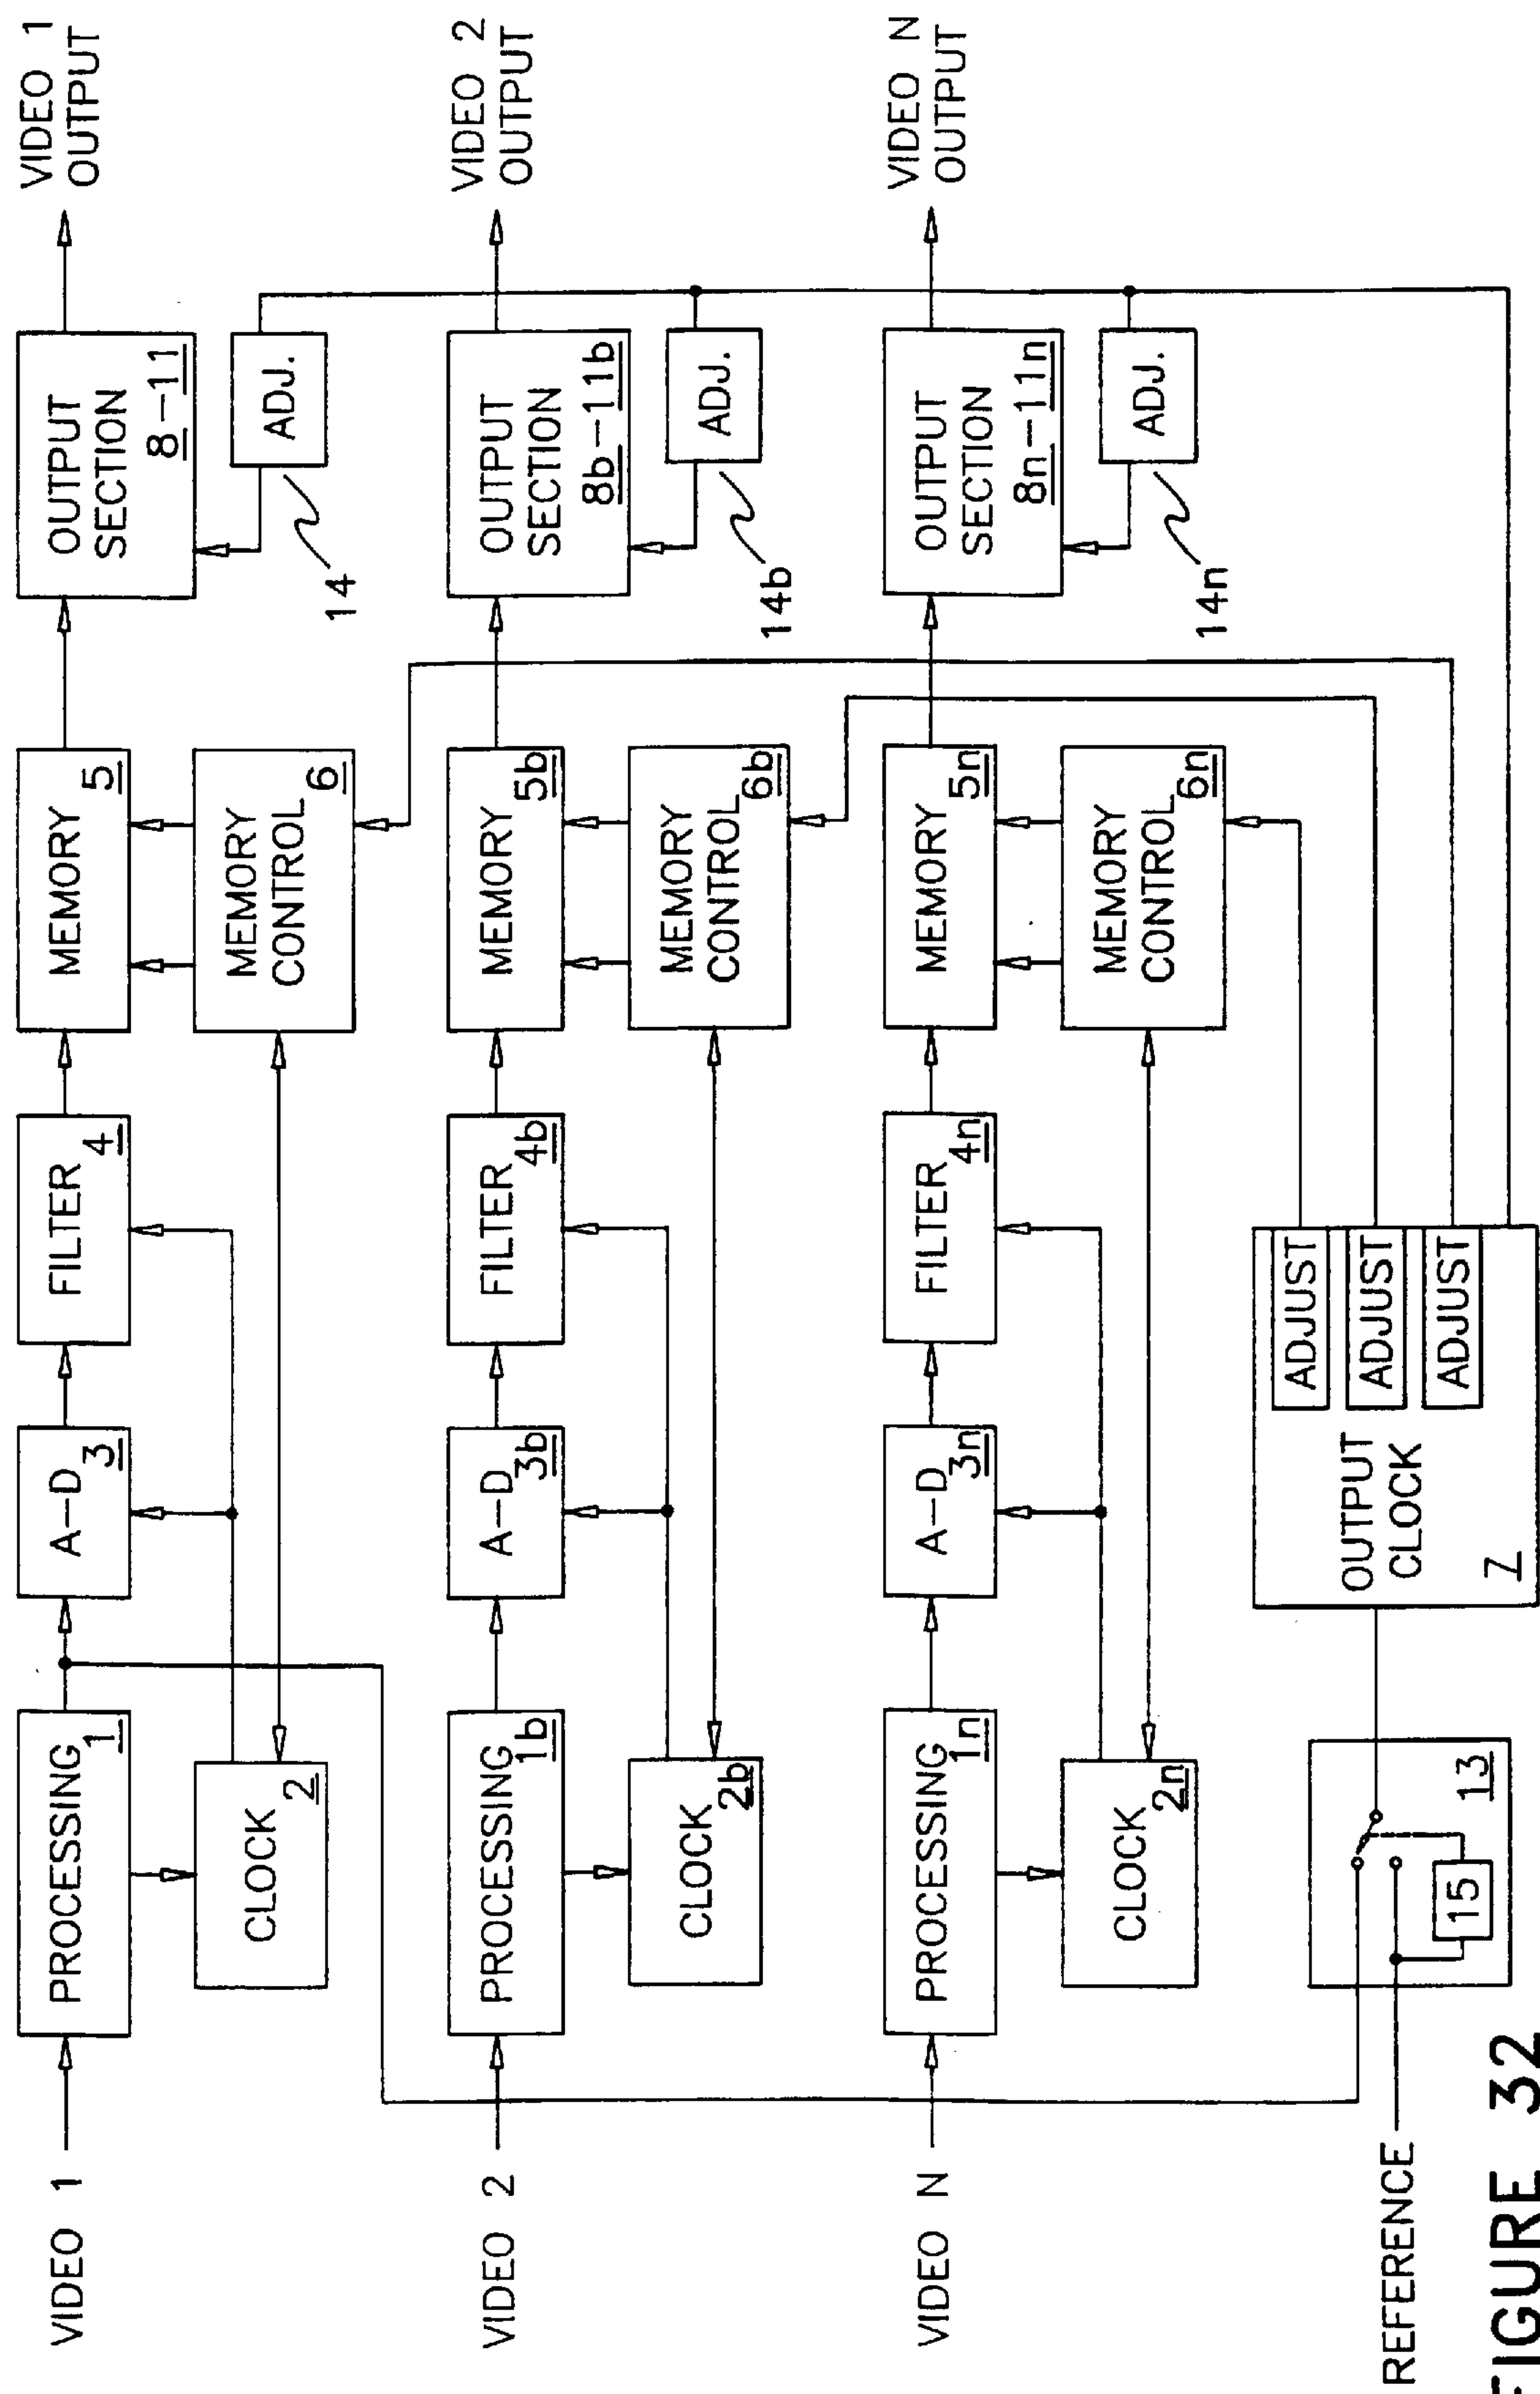 VIDEO 1
PROCESSING
1
CLOCK
2
A-D
3
FILTER
4
MEMORY
5
MEMORY
CONTROL
6
OUTPUT
SECTION
8-11
ADJ.
14
VIDEO 1
OUTPUT
VIDEO 2
PROCESSING
1b
CLOCK
2b
A-D
3b
FILTER
4b
MEMORY
5b
MEMORY
CONTROL
6b
OUTPUT
SECTION
8b-11b
ADJ.
14b
VIDEO 2
OUTPUT
VIDEO N
PROCESSING
1n
CLOCK
2n
A-D
3n
FILTER
4n
MEMORY
5n
MEMORY
CONTROL
6n
OUTPUT
SECTION
8n-11n
ADJ.
14n
VIDEO N
OUTPUT
REFERENCE
15
13
OUTPUT
CLOCK
7
ADJUST
ADJUST
ADJUST
FIGURE 32